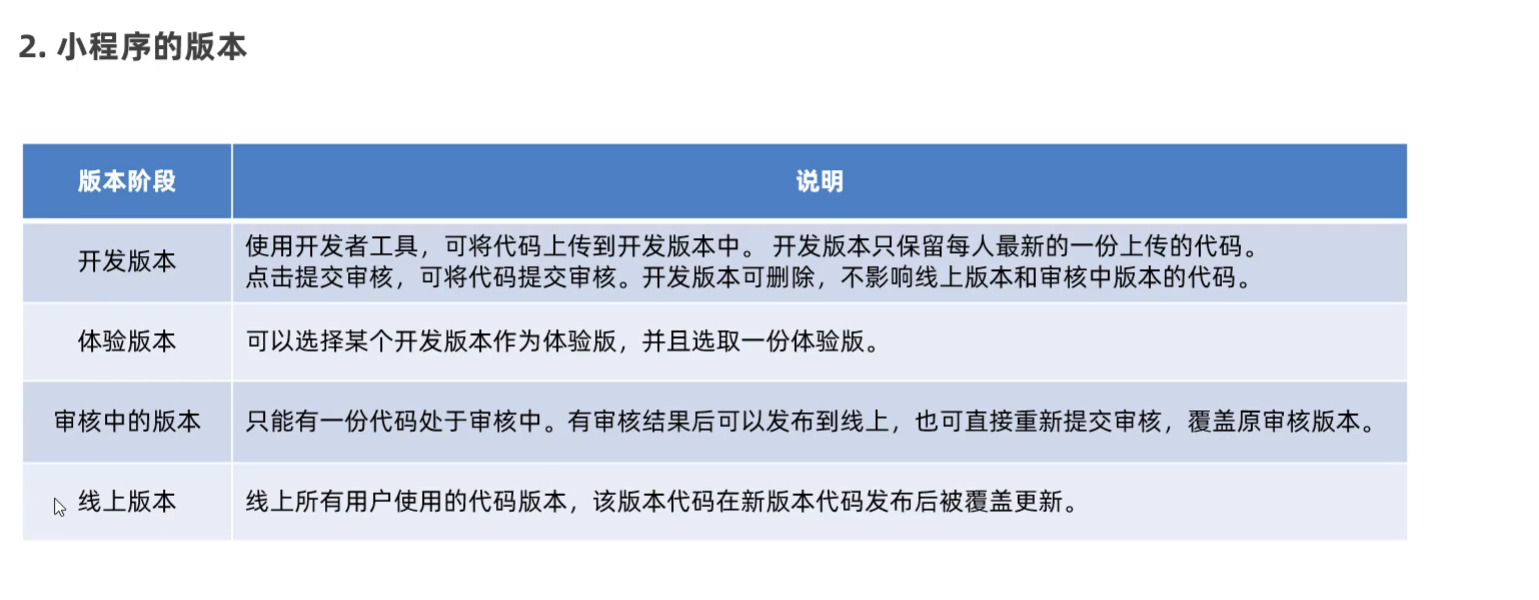 2. 小程序的版本
版本阶段
说明
开发版本
使用开发者工具，可将代码上传到开发版本中。 开发版本只保留每人最新的一份上传的代码。
点击提交审核，可将代码提交审核。开发版本可删除，不影响线上版本和审核中版本的代码。
体验版本
可以选择某个开发版本作为体验版，并且选取一份体验版。
审核中的版本
只能有一份代码处于审核中。有审核结果后可以发布到线上，也可直接重新提交审核，覆盖原审核版本。
线上版本
线上所有用户使用的代码版本，该版本代码在新版本代码发布后被覆盖更新。